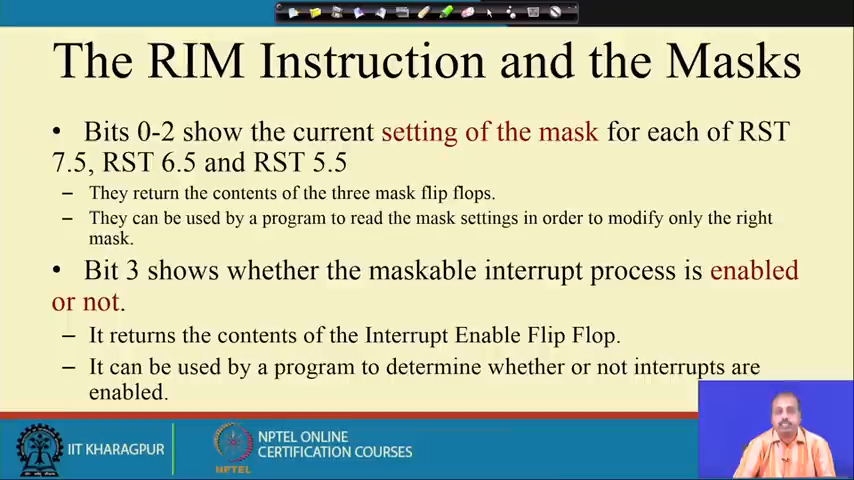 The RIM Instruction and the Masks
• Bits 0-2 show the current setting of the mask for each of RST
7.5, RST 6.5 and RST 5.5
– They return the contents of the three mask flip flops.
– They can be used by a program to read the mask settings in order to modify only the right
mask.
• Bit 3 shows whether the maskable interrupt process is enabled
or not.
– It returns the contents of the Interrupt Enable Flip Flop.
– It can be used by a program to determine whether or not interrupts are
enabled.
IIT KHARAGPUR
NPTEL
NPTEL ONLINE
CERTIFICATION COURSES